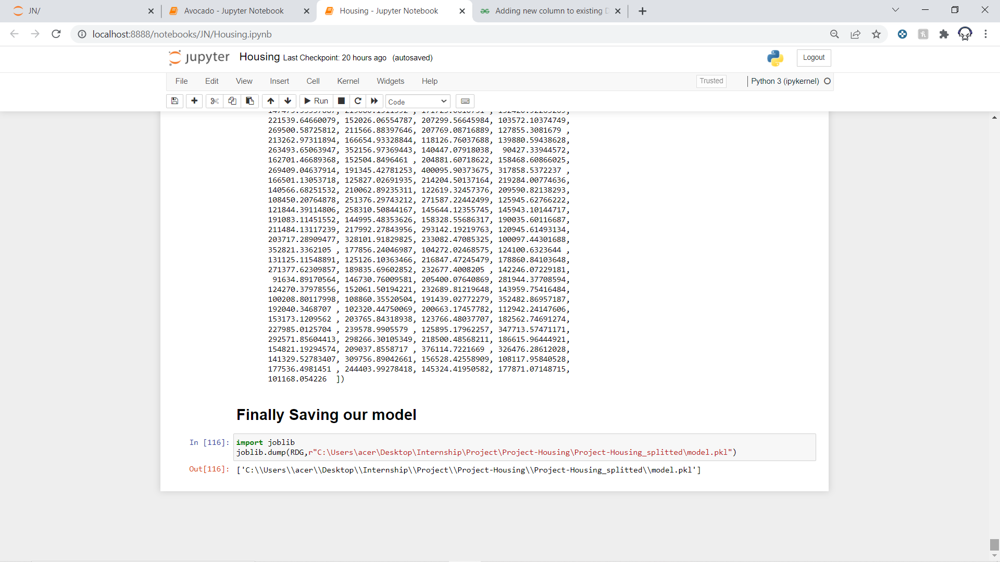 JN/
Avocado - Jupyter Notebook
Housing - Jupyter Notebook
Adding new column to existing D
localhost:8888/notebooks/JN/Housing.ipynb
jupyter Housing Last Checkpoint: 20 hours ago (autosaved)
Logout
File Edit View Insert Cell Kernel Widgets Help
Trusted
Python 3 (ipykernel)
Run
Code
221539.64660079, 152026.06554787, 207299.56645984, 103572.10374749,
269500.58725812, 211566.88397646, 207769.08716889, 127855.3081679 ,
213262.97311894, 166654.93328844, 118126.76037688, 139880.59438628,
263493.65063947, 352156.97369443, 140447.07918038,  90427.33944572,
162701.46689368, 152504.8496461 , 204881.60718622, 158468.60866025,
269409.04637914, 191345.42781253, 400095.90373675, 317858.5372237 ,
166501.13053718, 125827.02691935, 214204.50137164, 219284.00774636,
140566.68251532, 210062.89235311, 122619.32457376, 209590.82138293,
108450.20764878, 251376.29743212, 271587.22442499, 125945.62766222,
121844.39114806, 258310.50844167, 145644.12355745, 145943.10144717,
191083.11451552, 144995.48353626, 158328.55686317, 190035.60116687,
211484.13117239, 217992.27843956, 293142.19219763, 120945.61493134,
203717.28909477, 328101.91829825, 233082.47085325, 100097.44301688,
352821.3362105 , 177856.24046987, 104272.02468575, 124100.6323644 ,
131125.11548891, 125126.10363466, 216847.47245479, 178860.84103648,
271377.62309857, 189835.69602852, 232677.4008205 , 142246.07229181,
91634.89170564, 146730.76009581, 205400.07640869, 281944.37708594,
124270.37978556, 152061.50194221, 232689.81219648, 143959.75416484,
100208.80117998, 108860.35520504, 191439.02772279, 352482.86957187,
192040.3468707 , 102320.44750069, 200663.17457782, 112942.24147606,
153173.1209562 , 203765.84318938, 123766.48037707, 182562.74691274,
227985.0125704 , 239578.9905579 , 125895.17962257, 347713.57471171,
292571.85604413, 298266.30105349, 218500.48568211, 186615.96444921,
154821.19294574, 209037.8558717 , 376114.7221669 , 326476.28612028,
141329.52783407, 309756.89042661, 156528.42558909, 108117.95840528,
177536.4981451 , 244403.99278418, 145324.41950582, 177871.07148715,
101168.054226  ])
Finally Saving our model
In [116]: import joblib
joblib.dump(RDG,r"C:\Users\acer\Desktop\Internship\Project\Project-Housing\Project-Housing_splitted\model.pkl")
Out[116]: ['C:\\Users\\acer\\Desktop\\Internship\\Project\\Project-Housing\\Project-Housing_splitted\\model.pkl']